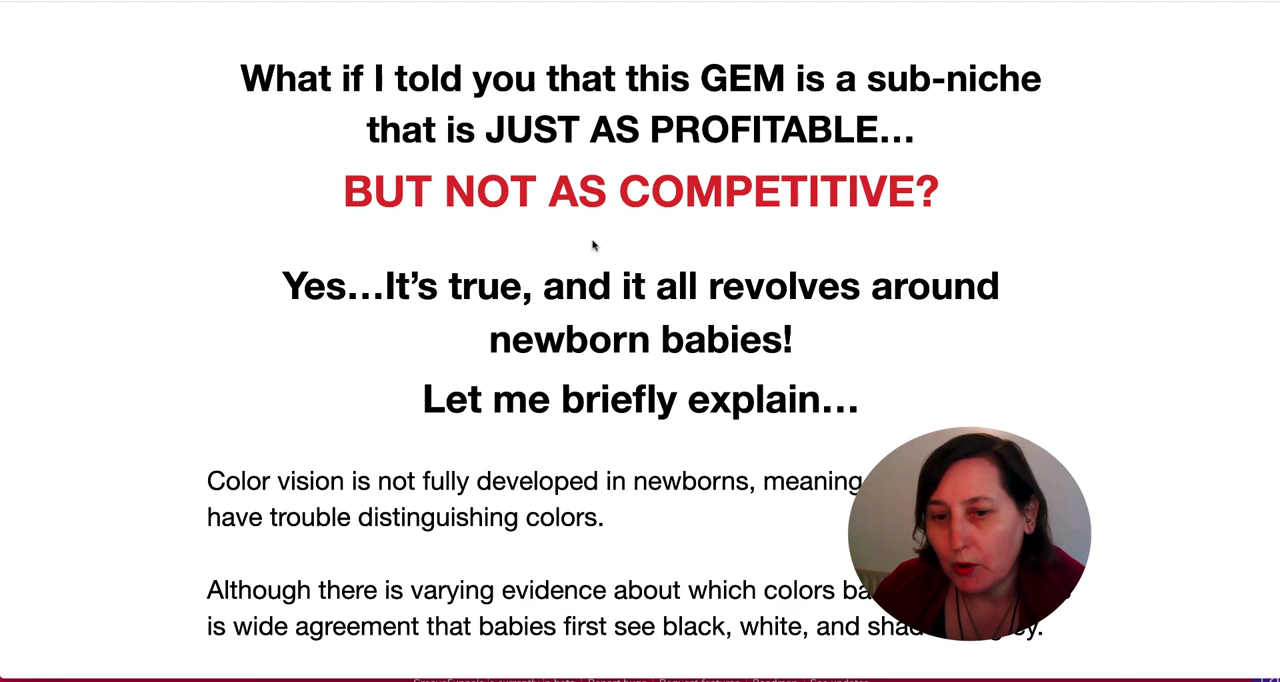 What if I told you that this GEM is a sub-niche
that is JUST AS PROFITABLE...
BUT NOT AS COMPETITIVE?
Yes...It’s true, and it all revolves around
newborn babies!
Let me briefly explain...
Color vision is not fully developed in newborns, meaning
have trouble distinguishing colors.
Although there is varying evidence about which colors
is wide agreement that babies first see black, white, and